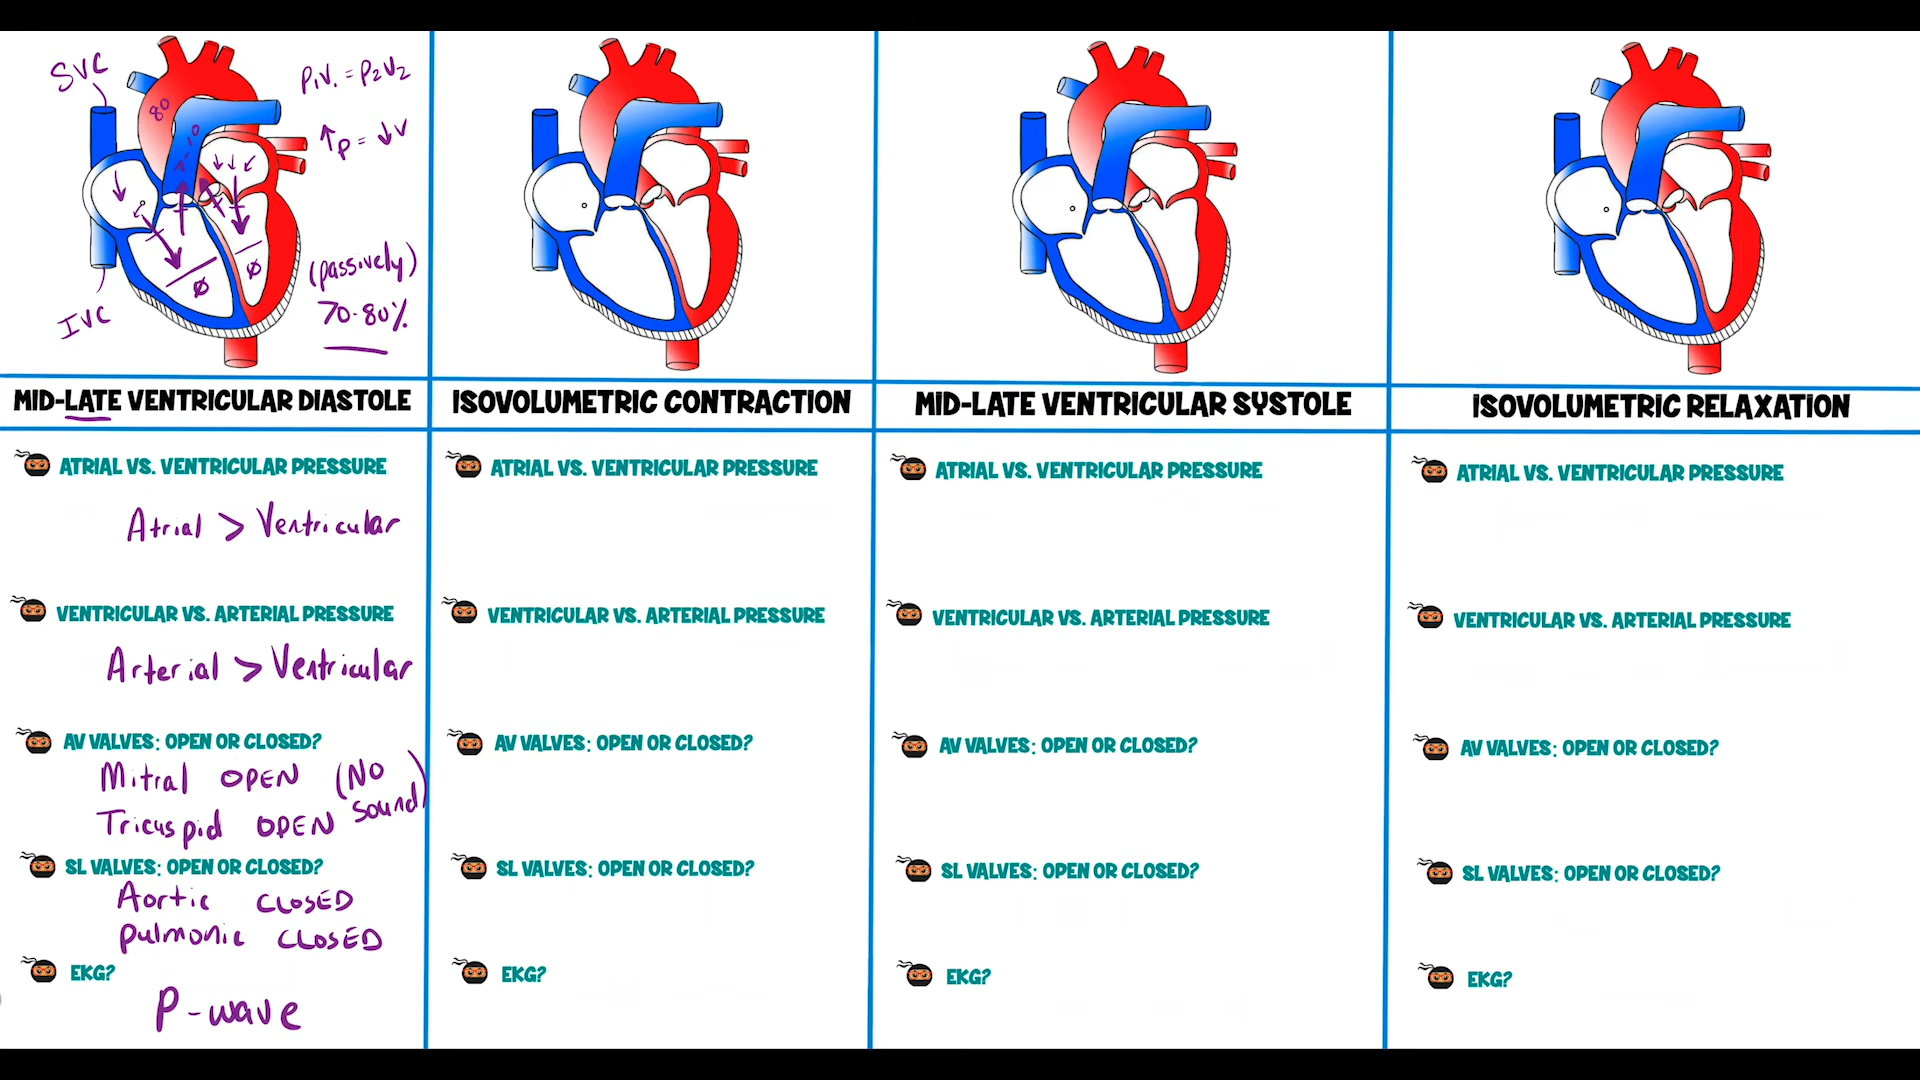 SVC
P₁V₁ = P₂V₂
↑P = ↓V
80
7-10
Ø
Ø
(passively)
70-80%
IVC
MID-LATE VENTRICULAR DIASTOLE
ATRIAL VS. VENTRICULAR PRESSURE
Atrial > Ventricular
VENTRICULAR VS. ARTERIAL PRESSURE
Arterial > Ventricular
AV VALVES: OPEN OR CLOSED?
Mitral OPEN (NO
sound)
Tricuspid OPEN
SL VALVES: OPEN OR CLOSED?
Aortic CLOSED
Pulmonic CLOSED
EKG?
P-wave
ISOVOLUMETRIC CONTRACTION
ATRIAL VS. VENTRICULAR PRESSURE
VENTRICULAR VS. ARTERIAL PRESSURE
AV VALVES: OPEN OR CLOSED?
SL VALVES: OPEN OR CLOSED?
EKG?
MID-LATE VENTRICULAR SYSTOLE
ATRIAL VS. VENTRICULAR PRESSURE
VENTRICULAR VS. ARTERIAL PRESSURE
AV VALVES: OPEN OR CLOSED?
SL VALVES: OPEN OR CLOSED?
EKG?
ISOVOLUMETRIC RELAXATION
ATRIAL VS. VENTRICULAR PRESSURE
VENTRICULAR VS. ARTERIAL PRESSURE
AV VALVES: OPEN OR CLOSED?
SL VALVES: OPEN OR CLOSED?
EKG?